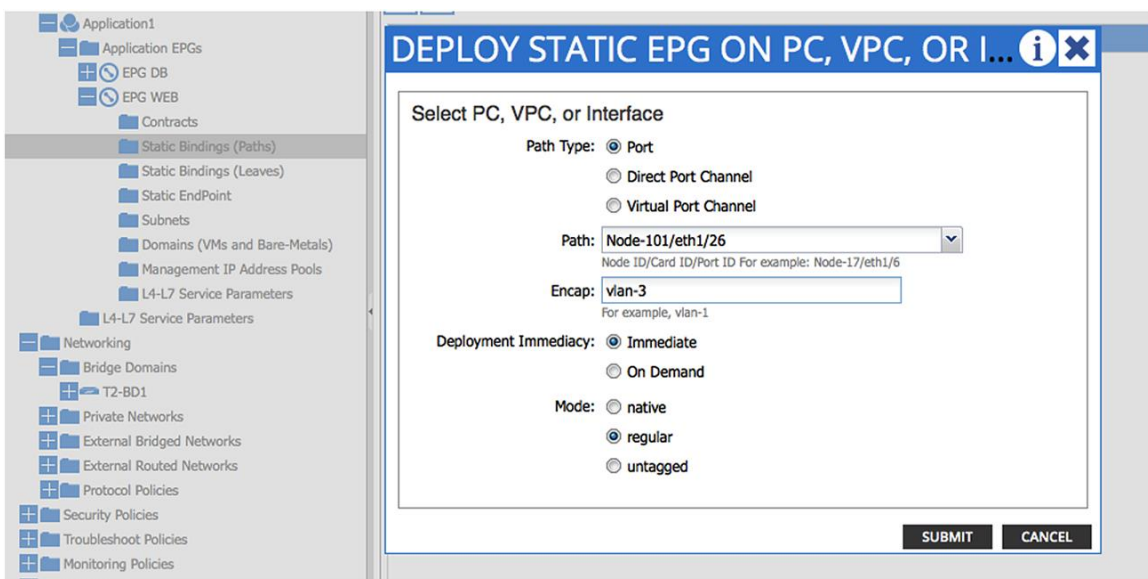 Application1
Application EPGs
EPG DB
EPG WEB
Contracts
Static Bindings (Paths)
Static Bindings (Leaves)
Static EndPoint
Subnets
Domains (VMs and Bare-Metals)
Management IP Address Pools
L4-L7 Service Parameters
L4-L7 Service Parameters
Networking
Bridge Domains
T2-BD1
Private Networks
External Bridged Networks
External Routed Networks
Protocol Policies
Security Policies
Troubleshoot Policies
Monitoring Policies
DEPLOY STATIC EPG ON PC, VPC, OR I...
Select PC, VPC, or Interface
Path Type: Port
Direct Port Channel
Virtual Port Channel
Path: Node-101/eth1/26
Node ID/Card ID/Port ID For example: Node-17/eth1/6
Encap: vlan-3
For example, vlan-1
Deployment Immediacy: Immediate
On Demand
Mode: native
regular
untagged
SUBMIT CANCEL